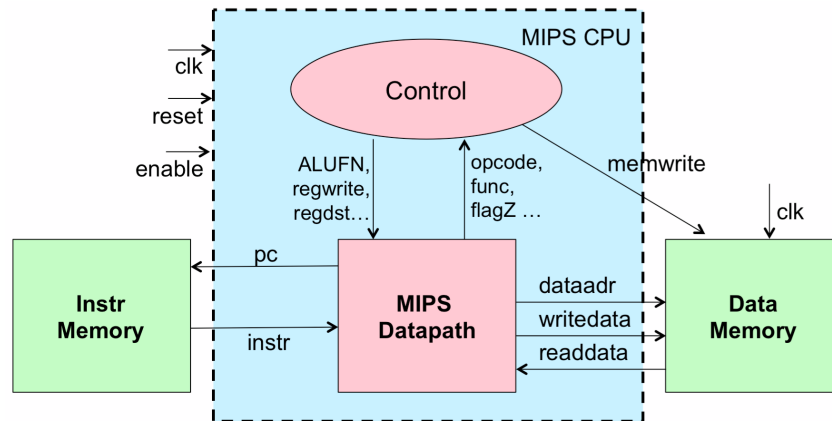 MIPS CPU
clk
reset
enable
Control
ALUFN,
regwrite,
regdst...
opcode,
func,
flagZ ...
memwrite
clk
Instr
Memory
pc
instr
MIPS
Datapath
dataadr
writedata
readdata
Data
Memory